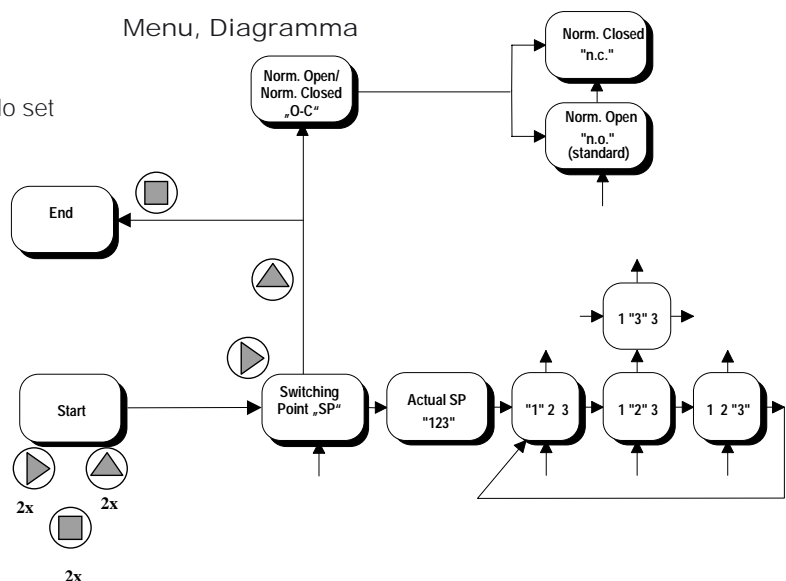 Menu, Diagramma
lo set
Norm. Open/
Norm. Closed
„O-C“
Norm. Closed
"n.c."
Norm. Open
"n.o."
(standard)
End
1 "3" 3
Start
Switching
Point „SP“
Actual SP
"123"
"1" 2 3
1 "2" 3
1 2 "3"
2x
2x
2x